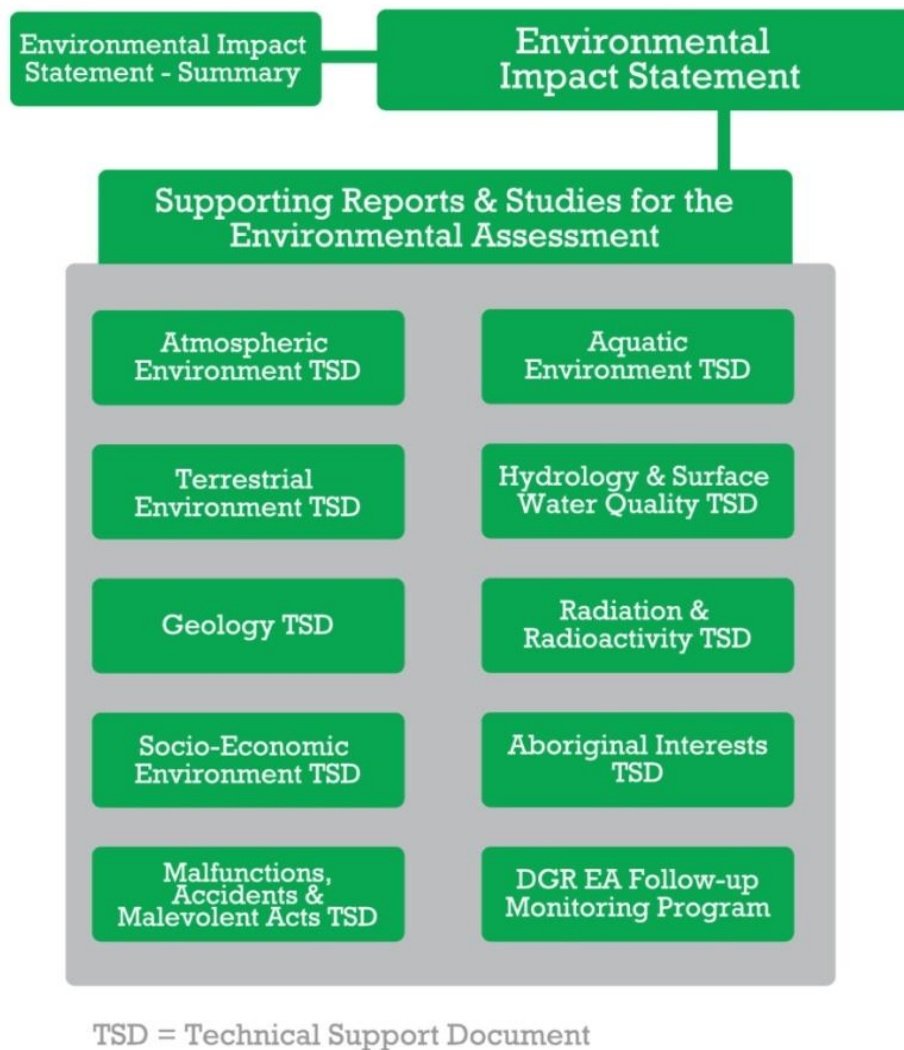 Environmental Impact
Statement - Summary
Environmental
Impact Statement
Supporting Reports & Studies for the
Environmental Assessment
Atmospheric
Environment TSD
Aquatic
Environment TSD
Terrestrial
Environment TSD
Hydrology & Surface
Water Quality TSD
Geology TSD
Radiation &
Radioactivity TSD
Socio-Economic
Environment TSD
Aboriginal Interests
TSD
Malfunctions,
Accidents &
Malevolent Acts TSD
DGR EA Follow-up
Monitoring Program
TSD = Technical Support Document